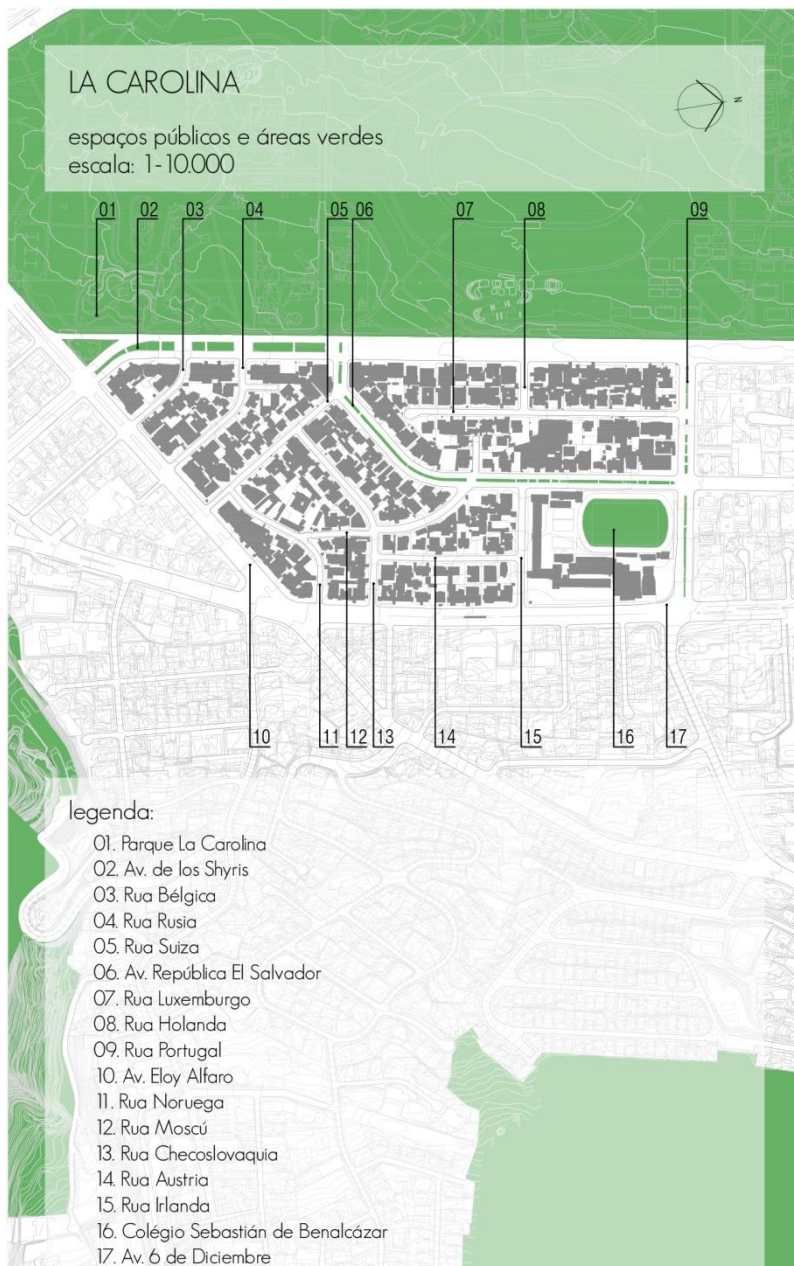 LA CAROLINA
N
espaços públicos e áreas verdes
escala: 1-10.000
01 02 03 04 05 06 07 08 09
10 11 12 13 14 15 16 17
legenda:
01. Parque La Carolina
02. Av. de los Shyris
03. Rua Bélgica
04. Rua Rusia
05. Rua Suiza
06. Av. República El Salvador
07. Rua Luxemburgo
08. Rua Holanda
09. Rua Portugal
10. Av. Eloy Alfaro
11. Rua Noruega
12. Rua Moscú
13. Rua Checoslovaquia
14. Rua Austria
15. Rua Irlanda
16. Colégio Sebastián de Benalcázar
17. Av. 6 de Diciembre